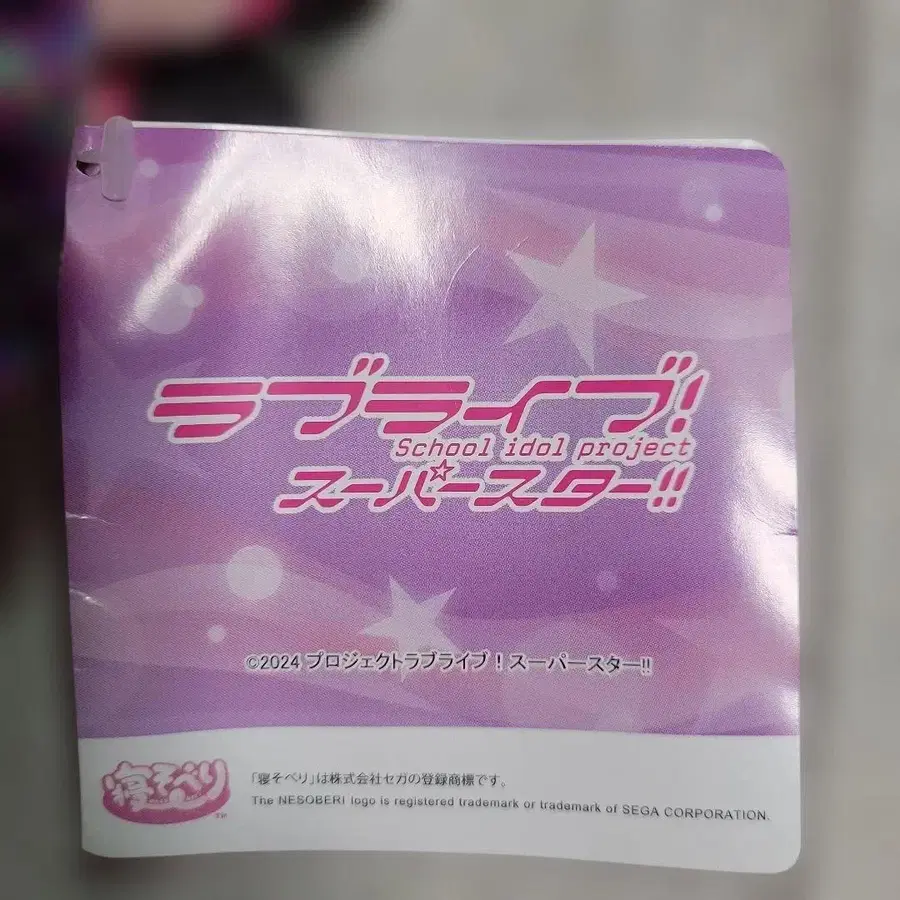 ラブライブ!
School idol project
スーパースター!!
©2024 プロジェクトラブライブ！スーパースター!!
寝そべり
TM
「寝そべり」は株式会社セガの登録商標です。
The NESOBERI logo is registered trademark or trademark of SEGA CORPORATION.